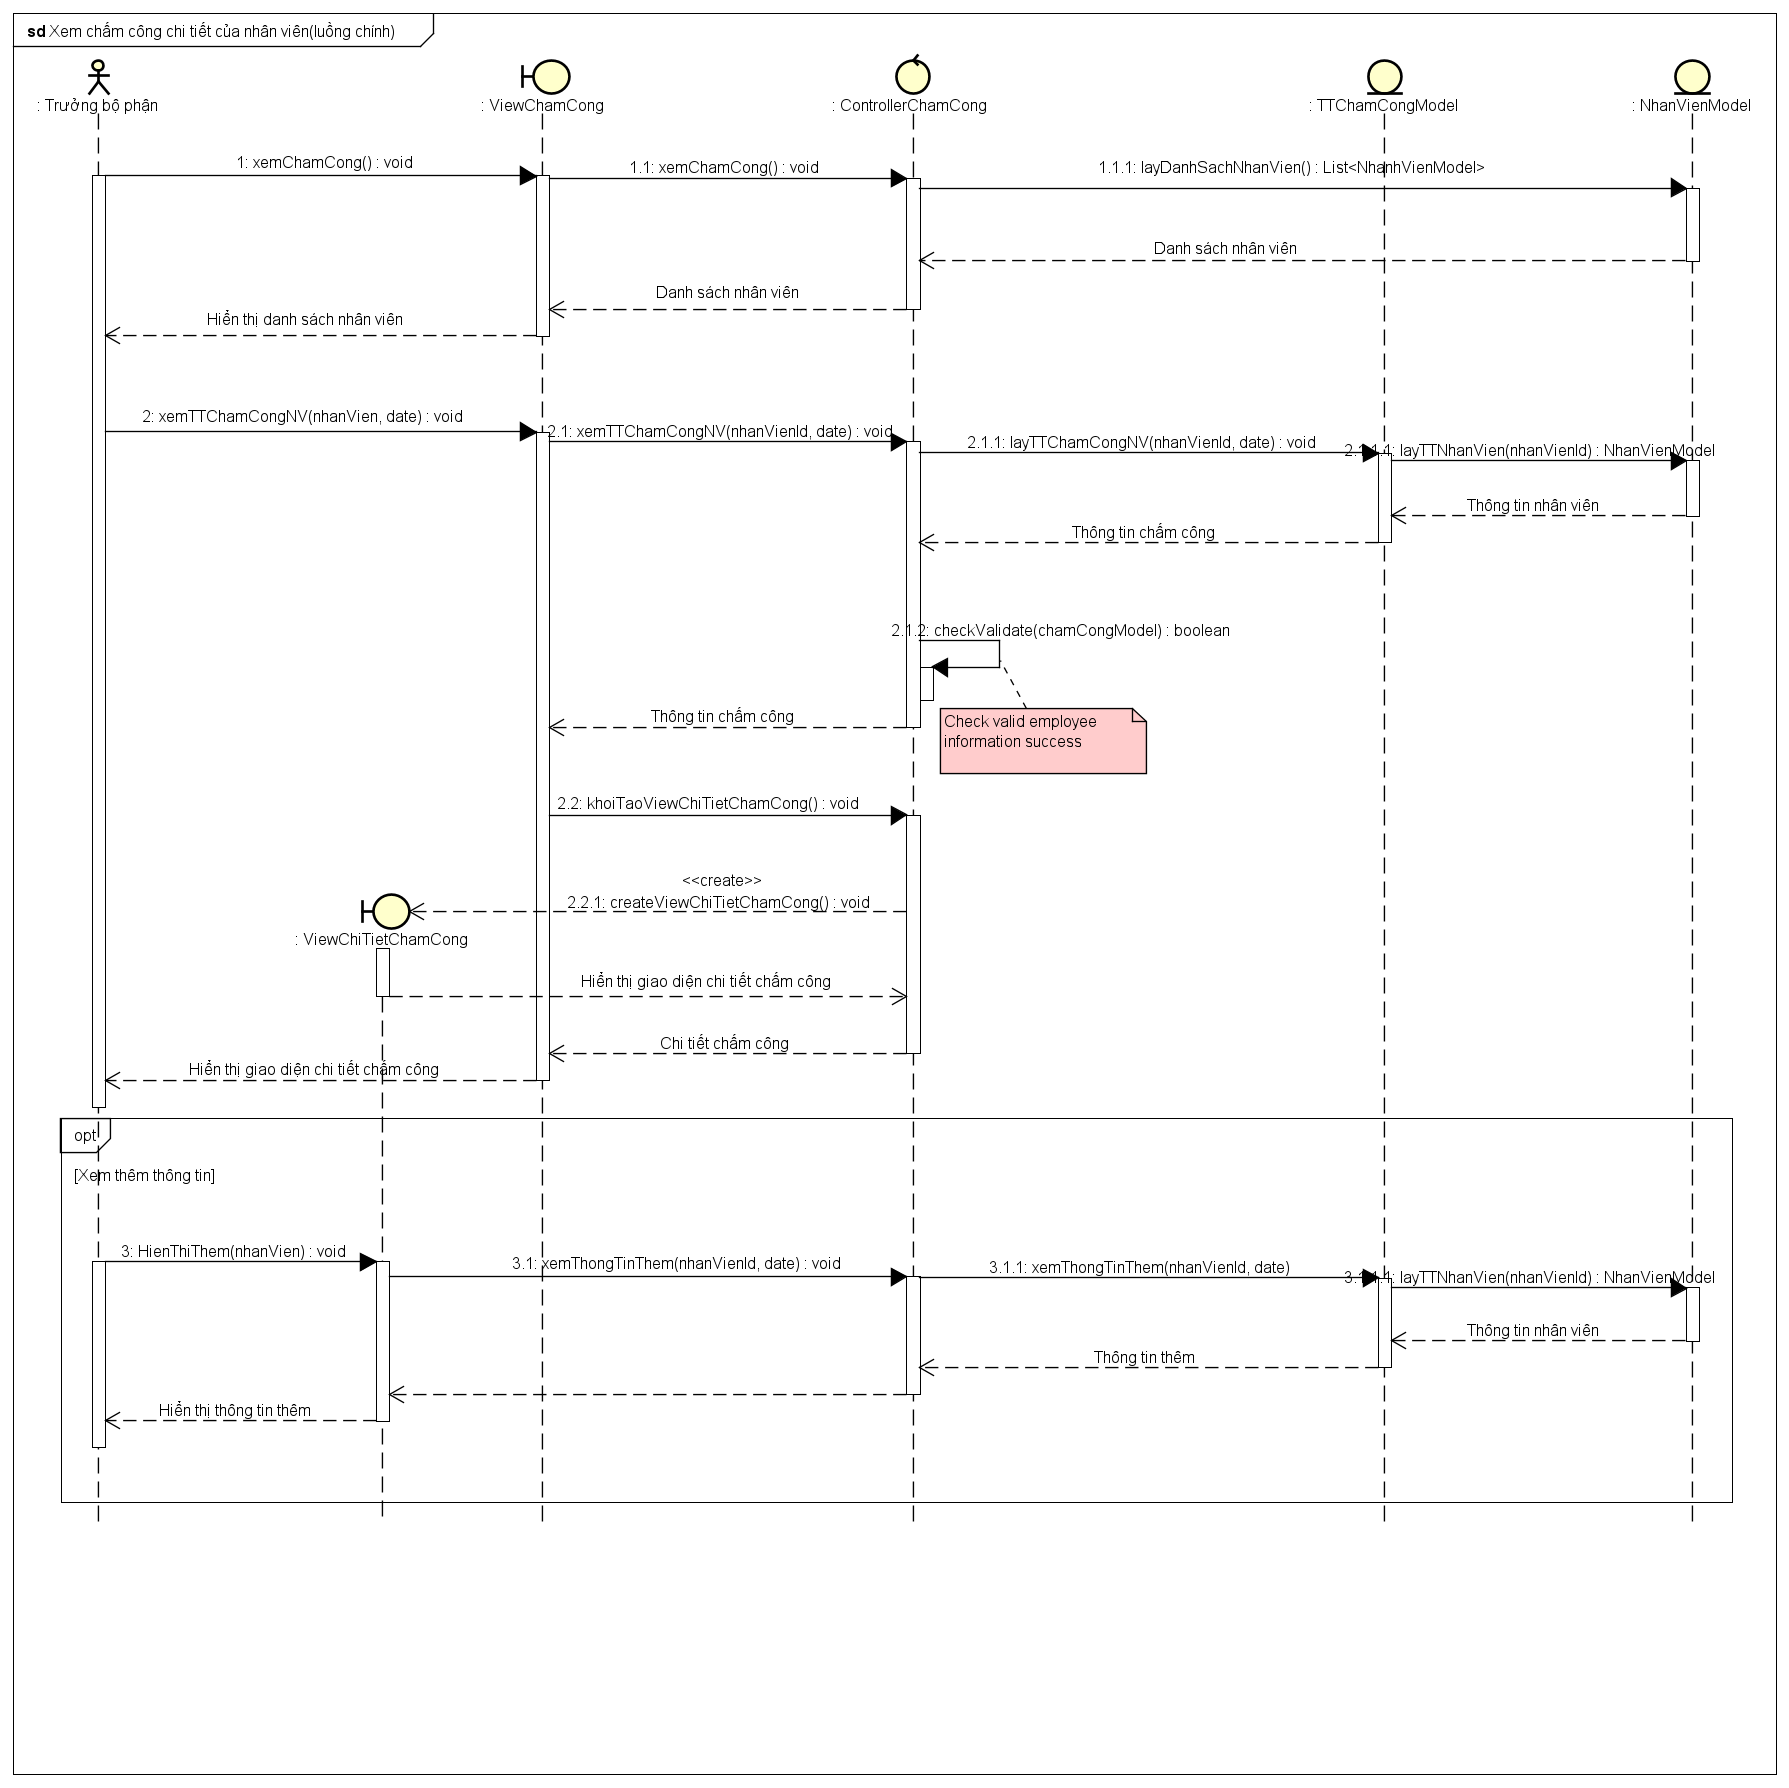 sd Xem chấm công chi tiết của nhân viên(luồng chính)
: Trưởng bộ phận
: ViewChamCong
: ControllerChamCong
: TTChamCongModel
: NhanVienModel
1: xemChamCong() : void
1.1: xemChamCong() : void
1.1.1: layDanhSachNhanVien() : List<NhanhVienModel>
Danh sách nhân viên
Danh sách nhân viên
Hiển thị danh sách nhân viên
2: xemTTChamCongNV(nhanVien, date) : void
2.1: xemTTChamCongNV(nhanVienId, date) : void
2.1.1: layTTChamCongNV(nhanVienId, date) : void
2.1.1.1: layTTNhanVien(nhanVienId) : NhanVienModel
Thông tin nhân viên
Thông tin chấm công
2.1.2: checkValidate(chamCongModel) : boolean
Thông tin chấm công
Check valid employee
information success
2.2: khoiTaoViewChiTietChamCong() : void
<<create>>
2.2.1: createViewChiTietChamCong() : void
: ViewChiTietChamCong
Hiển thị giao diện chi tiết chấm công
Chi tiết chấm công
Hiển thị giao diện chi tiết chấm công
opt
[Xem thêm thông tin]
3: HienThiThem(nhanVien) : void
3.1: xemThongTinThem(nhanVienId, date) : void
3.1.1: xemThongTinThem(nhanVienId, date)
3.1.1.1: layTTNhanVien(nhanVienId) : NhanVienModel
Thông tin nhân viên
Thông tin thêm
Hiển thị thông tin thêm